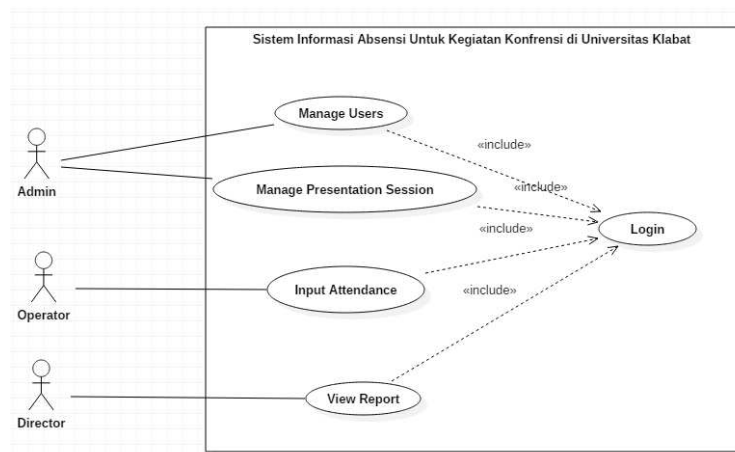 Sistem Informasi Absensi Untuk Kegiatan Konfrensi di Universitas Klabat
Manage Users
«include»
Admin
Manage Presentation Session
«include»
«include»
Login
Operator
Input Attendance
«include»
Director
View Report